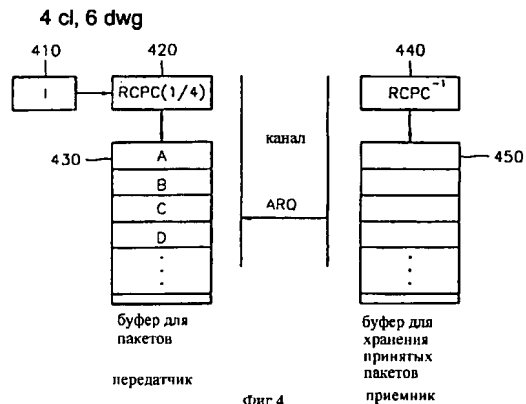 4 cl, 6 dwg
410
420
440
I
RCPC(1/4)
RCPC⁻¹
канал
430
A
450
B
C
ARQ
D
буфер для
пакетов
буфер для
хранения
принятых
пакетов
передатчик
приемник
Фиг 4